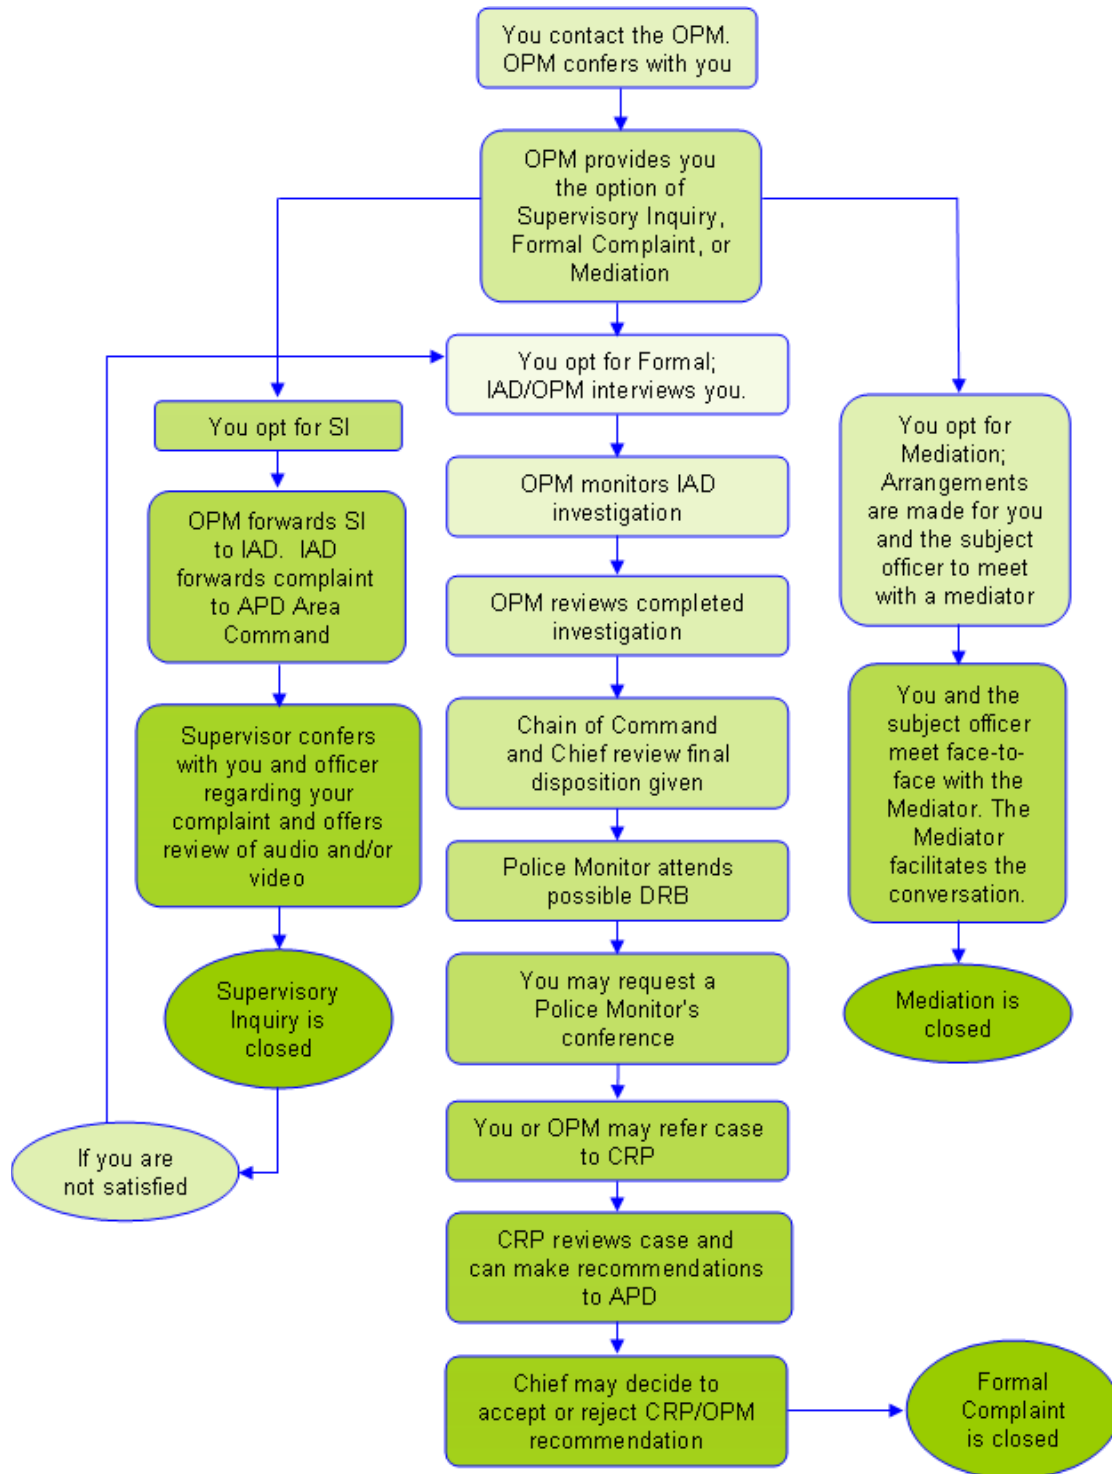 You contact the OPM.
OPM confers with you
OPM provides you
the option of
Supervisory Inquiry,
Formal Complaint, or
Mediation
You opt for Formal;
IAD/OPM interviews you.
You opt for SI
OPM forwards SI
to IAD. IAD
forwards complaint
to APD Area
Command
Supervisor confers
with you and officer
regarding your
complaint and offers
review of audio and/or
video
Supervisory
Inquiry is
closed
If you are
not satisfied
OPM monitors IAD
investigation
OPM reviews completed
investigation
Chain of Command
and Chief review final
disposition given
Police Monitor attends
possible DRB
You may request a
Police Monitor's
conference
You or OPM may refer case
to CRP
CRP reviews case and
can make recommendations
to APD
Chief may decide to
accept or reject CRP/OPM
recommendation
Formal
Complaint
is closed
You opt for
Mediation;
Arrangements
are made for you
and the subject
officer to meet
with a mediator
You and the
subject officer
meet face-to-
face with the
Mediator. The
Mediator
facilitates the
conversation.
Mediation is
closed